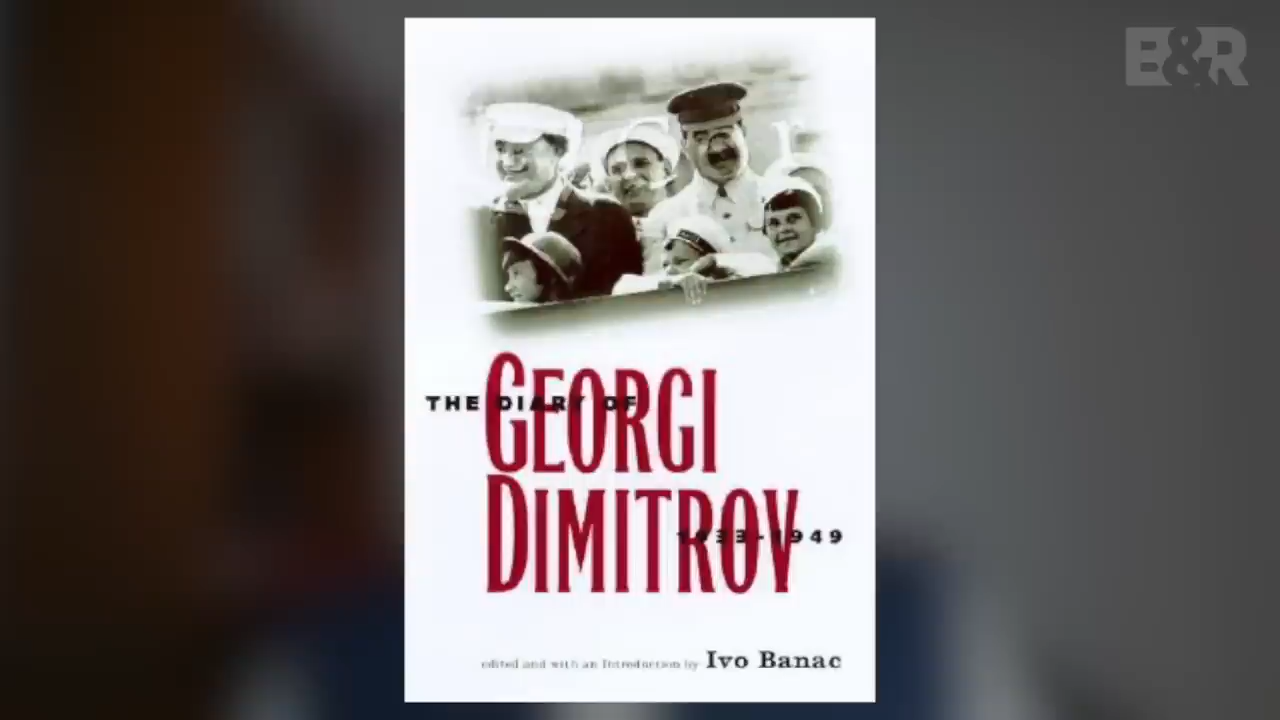 B&R
THE DIARY OF
GEORGI
DIMITROV
1933-1949
edited and with an Introduction by Ivo Banac